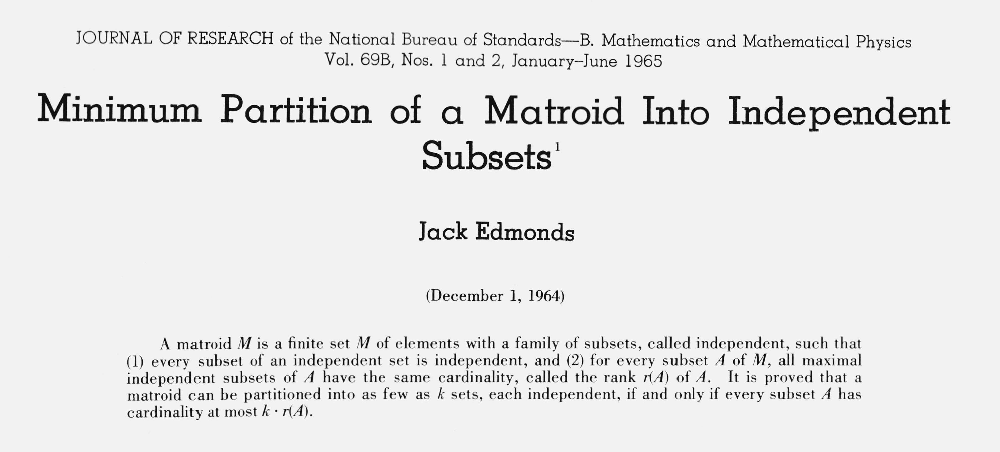 JOURNAL OF RESEARCH of the National Bureau of Standards—B. Mathematics and Mathematical Physics
Vol. 69B, Nos. 1 and 2, January–June 1965
Minimum Partition of a Matroid Into Independent
Subsets¹
Jack Edmonds
(December 1, 1964)
A matroid M is a finite set M of elements with a family of subsets, called independent, such that
(1) every subset of an independent set is independent, and (2) for every subset A of M, all maximal
independent subsets of A have the same cardinality, called the rank r(A) of A. It is proved that a
matroid can be partitioned into as few as k sets, each independent, if and only if every subset A has
cardinality at most k · r(A).